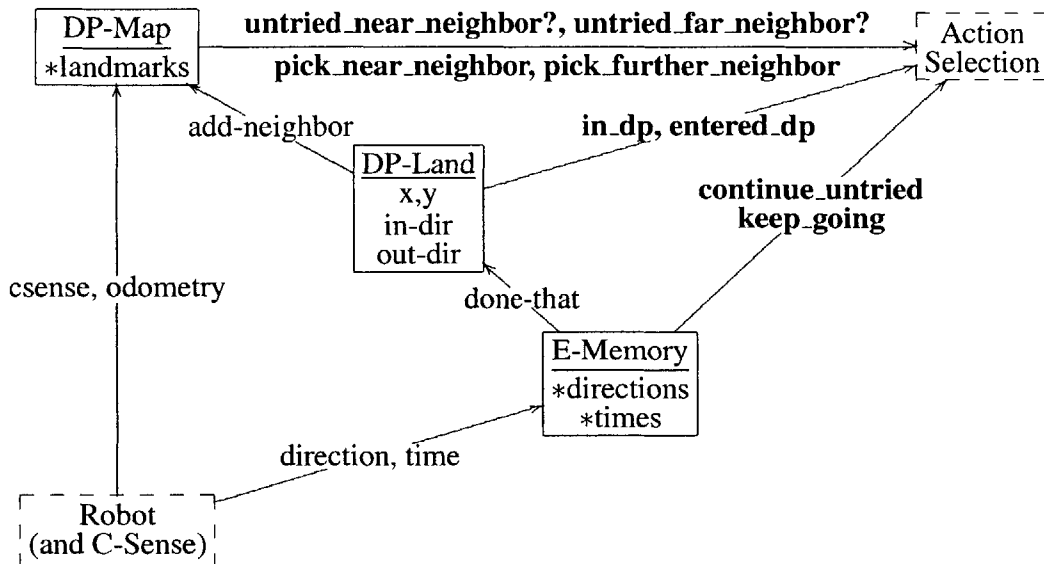 DP-Map
*landmarks
untried_near_neighbor?, untried_far_neighbor?
pick_near_neighbor, pick_further_neighbor
Action
Selection
add-neighbor
in_dp, entered_dp
DP-Land
x,y
in-dir
out-dir
continue_untried
keep_going
csense, odometry
done-that
E-Memory
*directions
*times
direction, time
Robot
(and C-Sense)